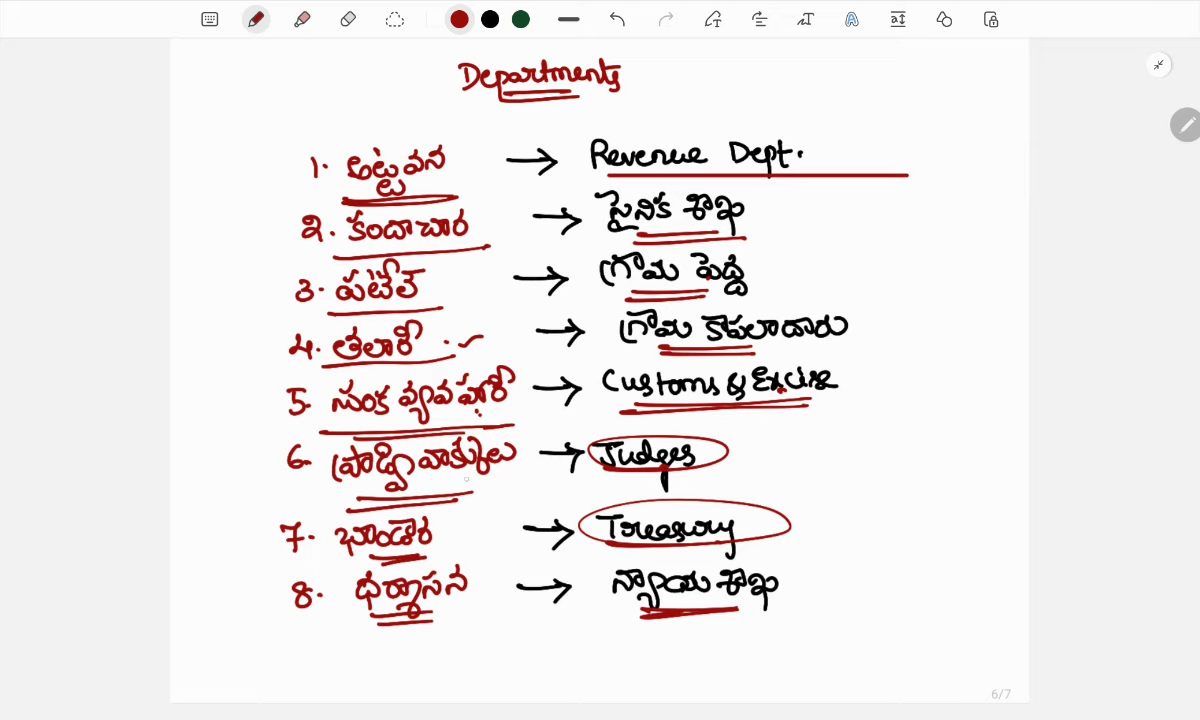 Departments
1. అట్టవన → Revenue Dept.
2. కందాచార → సైనిక శాఖ
3. పటేల్ → గ్రామ పెద్ద
4. తలారీ → గ్రామ కాపలాదారు
5. సుంక వ్యవహారీ → Customs & Excise
6. ప్రాడ్వివాక్కులు → Judges
7. భాండార → Treasury
8. ధర్మాసన → న్యాయ శాఖ
6/7